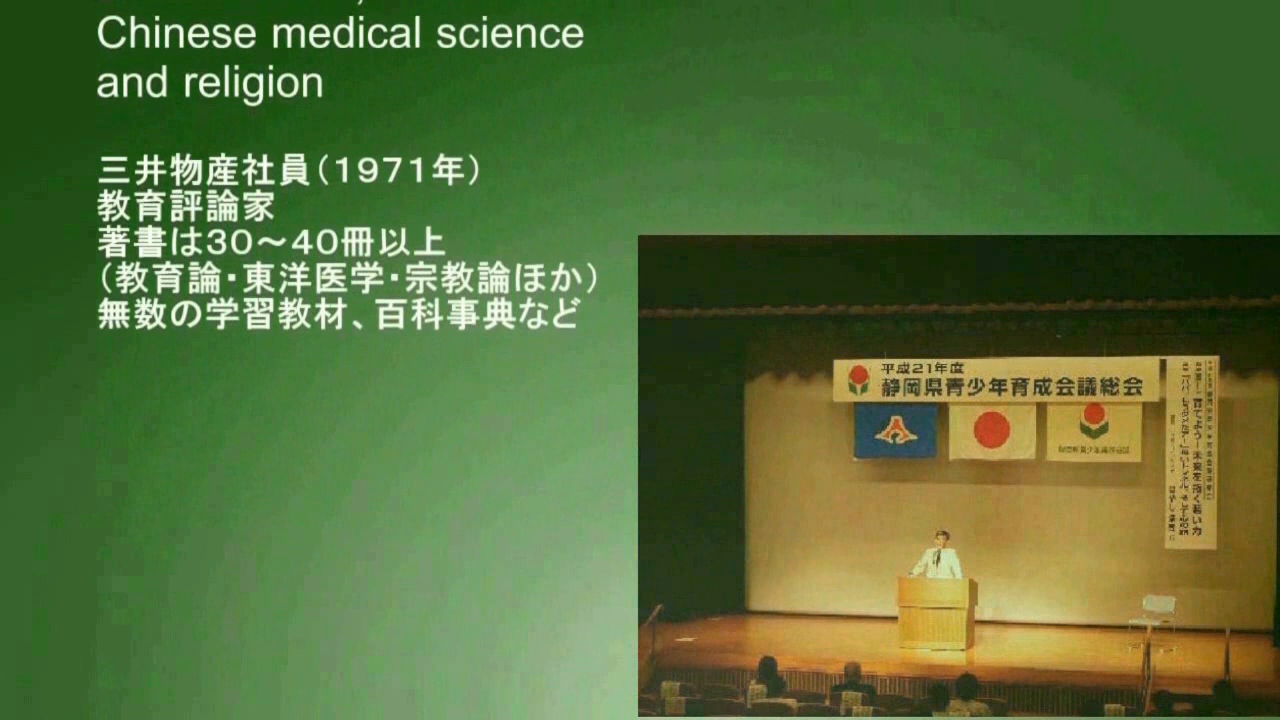 Chinese medical science
and religion
三井物産社員（１９７１年）
教育評論家
著書は３０～４０冊以上
（教育論・東洋医学・宗教論ほか）
無数の学習教材、百科事典など
平成21年度
静岡県青少年育成会議総会